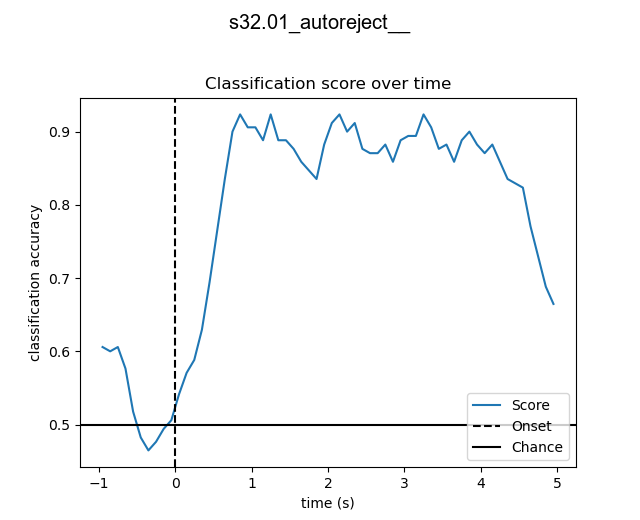 s32.01_autoreject__
Classification score over time
classification accuracy
0.9
0.8
0.7
0.6
0.5
−1
0
1
2
3
4
5
time (s)
Score
Onset
Chance